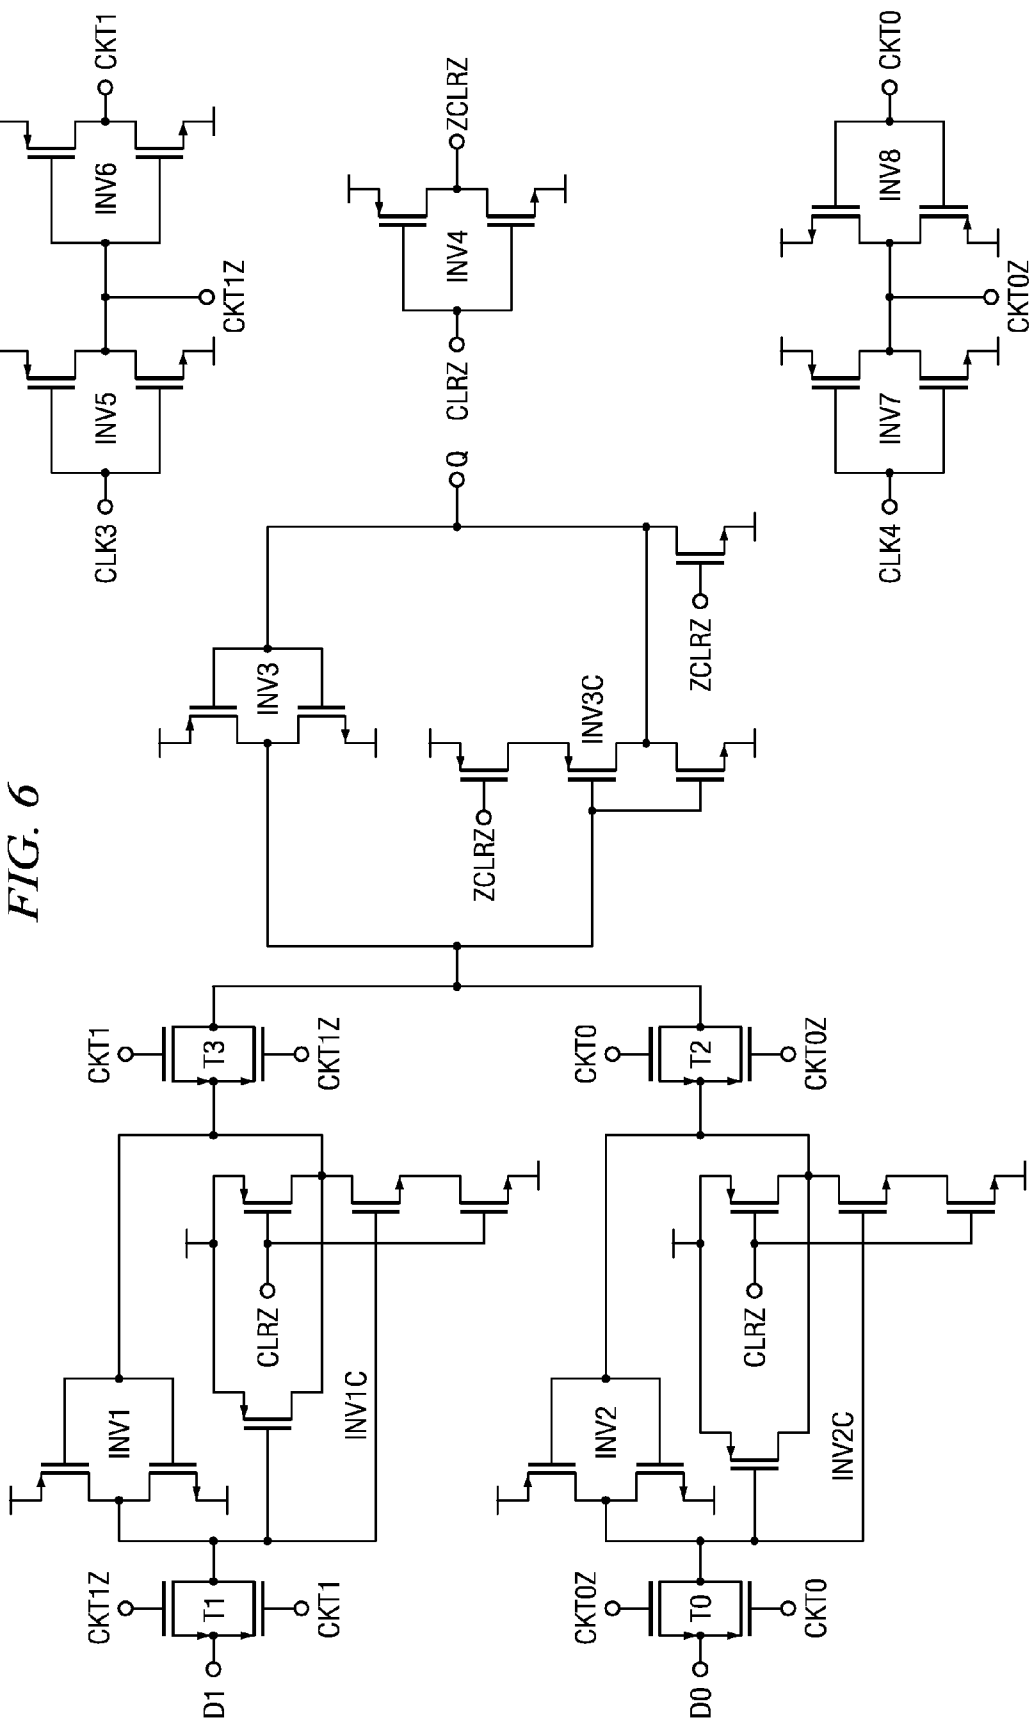 FIG. 6
CKT1Z
T1
CKT1
D1
INV1
CLRZ
INV1C
CKT1
T3
CKT1Z
CKT0Z
T0
CKT0
D0
INV2
CLRZ
INV2C
CKT0
T2
CKT0Z
INV3
ZCLRZ
INV3C
ZCLRZ
Q
CLK3
INV5
CKT1Z
INV6
CKT1
CLRZ
INV4
ZCLRZ
CLK4
INV7
CKT0Z
INV8
CKT0